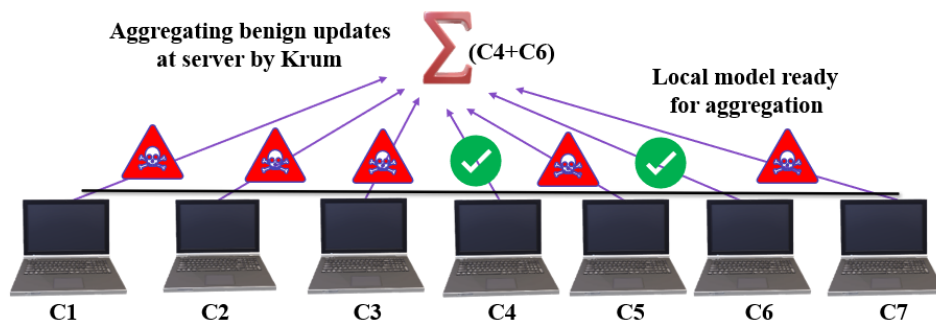 Aggregating benign updates
at server by Krum
∑(C4+C6)
Local model ready
for aggregation
C1 C2 C3 C4 C5 C6 C7